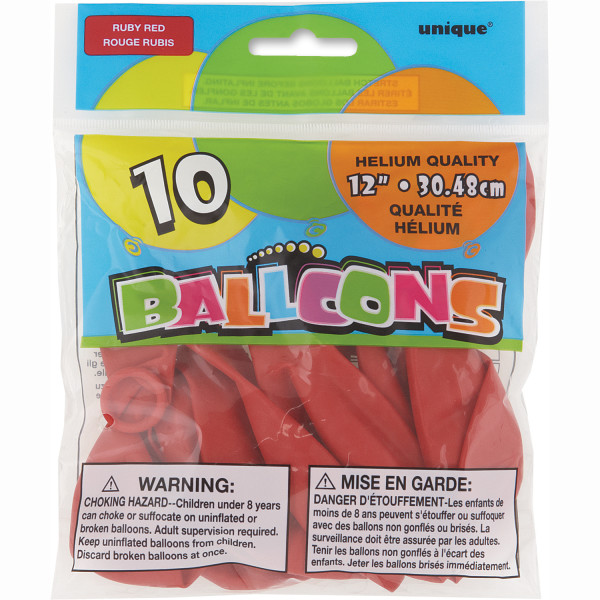 RUBY RED
ROUGE RUBIS
unique®
10
HELIUM QUALITY
12” • 30.48cm
QUALITÉ
HÉLIUM
BALLOONS
WARNING:
CHOKING HAZARD--Children under 8 years
can choke or suffocate on uninflated or
broken balloons. Adult supervision required.
Keep uninflated balloons from children.
Discard broken balloons at once.
MISE EN GARDE:
DANGER D'ÉTOUFFEMENT-Les enfants de
moins de 8 ans peuvent s'étouffer ou suffoquer
avec des ballons non gonflés ou brisés. La
surveillance doit être assurée par les adultes.
Tenir les ballons non gonflés à l'écart des
enfants. Jeter les ballons brisés immédiatement.